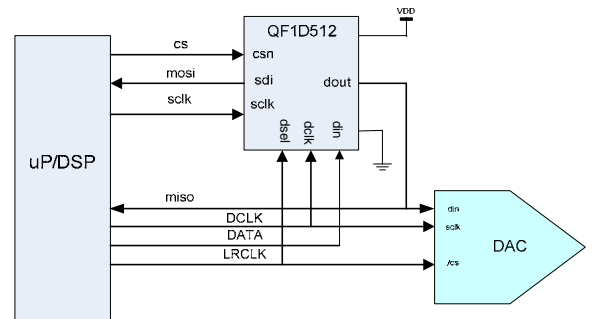 VDD
QF1D512
cs
csn
mosi
sdi
dout
sclk
sclk
dsel
dclk
din
uP/DSP
miso
din
DCLK
sclk
DATA
DAC
LRCLK
/cs